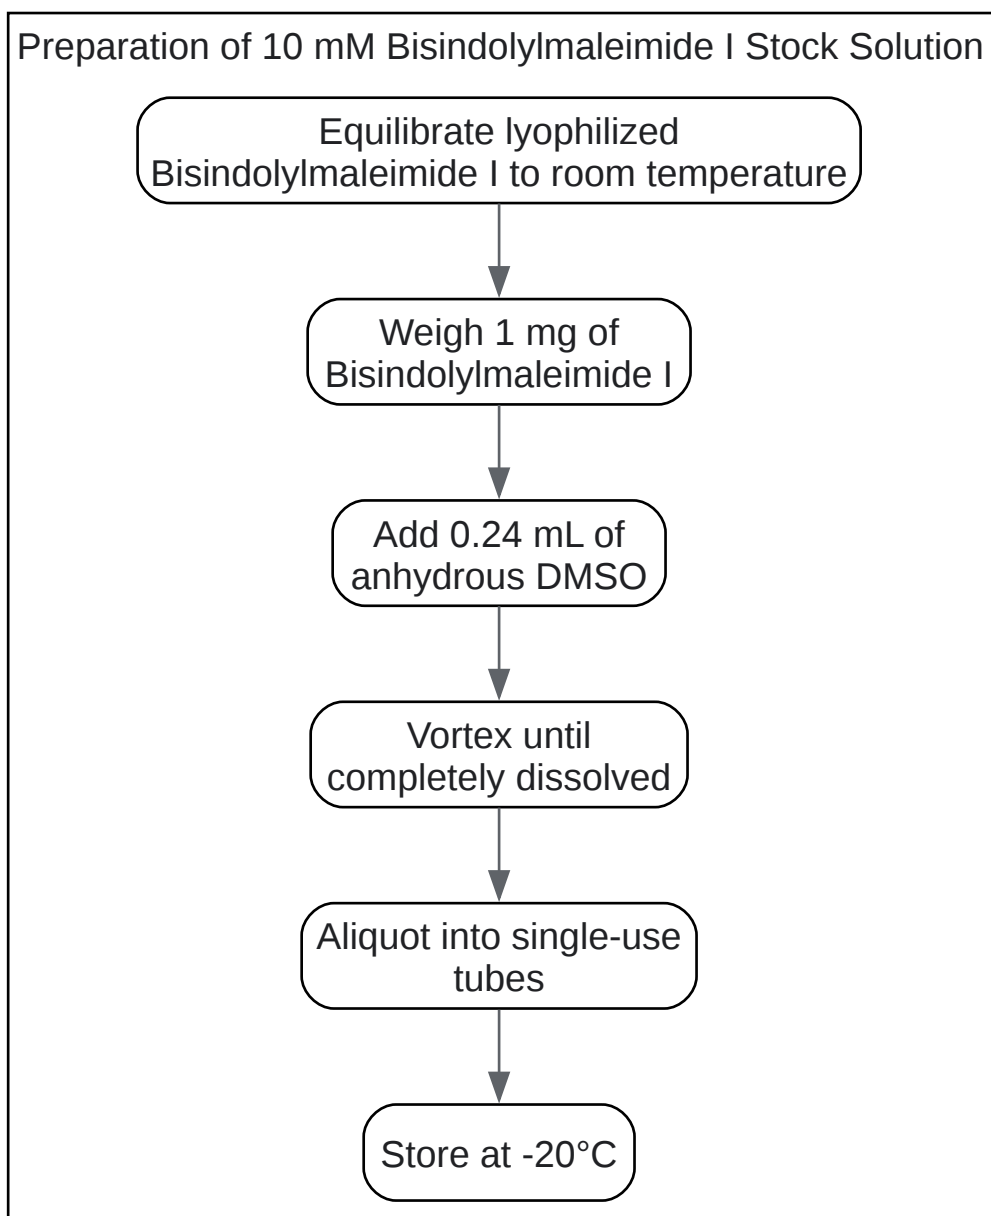 Preparation of 10 mM Bisindolylmaleimide I Stock Solution
Equilibrate lyophilized
Bisindolylmaleimide I to room temperature
Weigh 1 mg of
Bisindolylmaleimide I
Add 0.24 mL of
anhydrous DMSO
Vortex until
completely dissolved
Aliquot into single-use
tubes
Store at -20°C